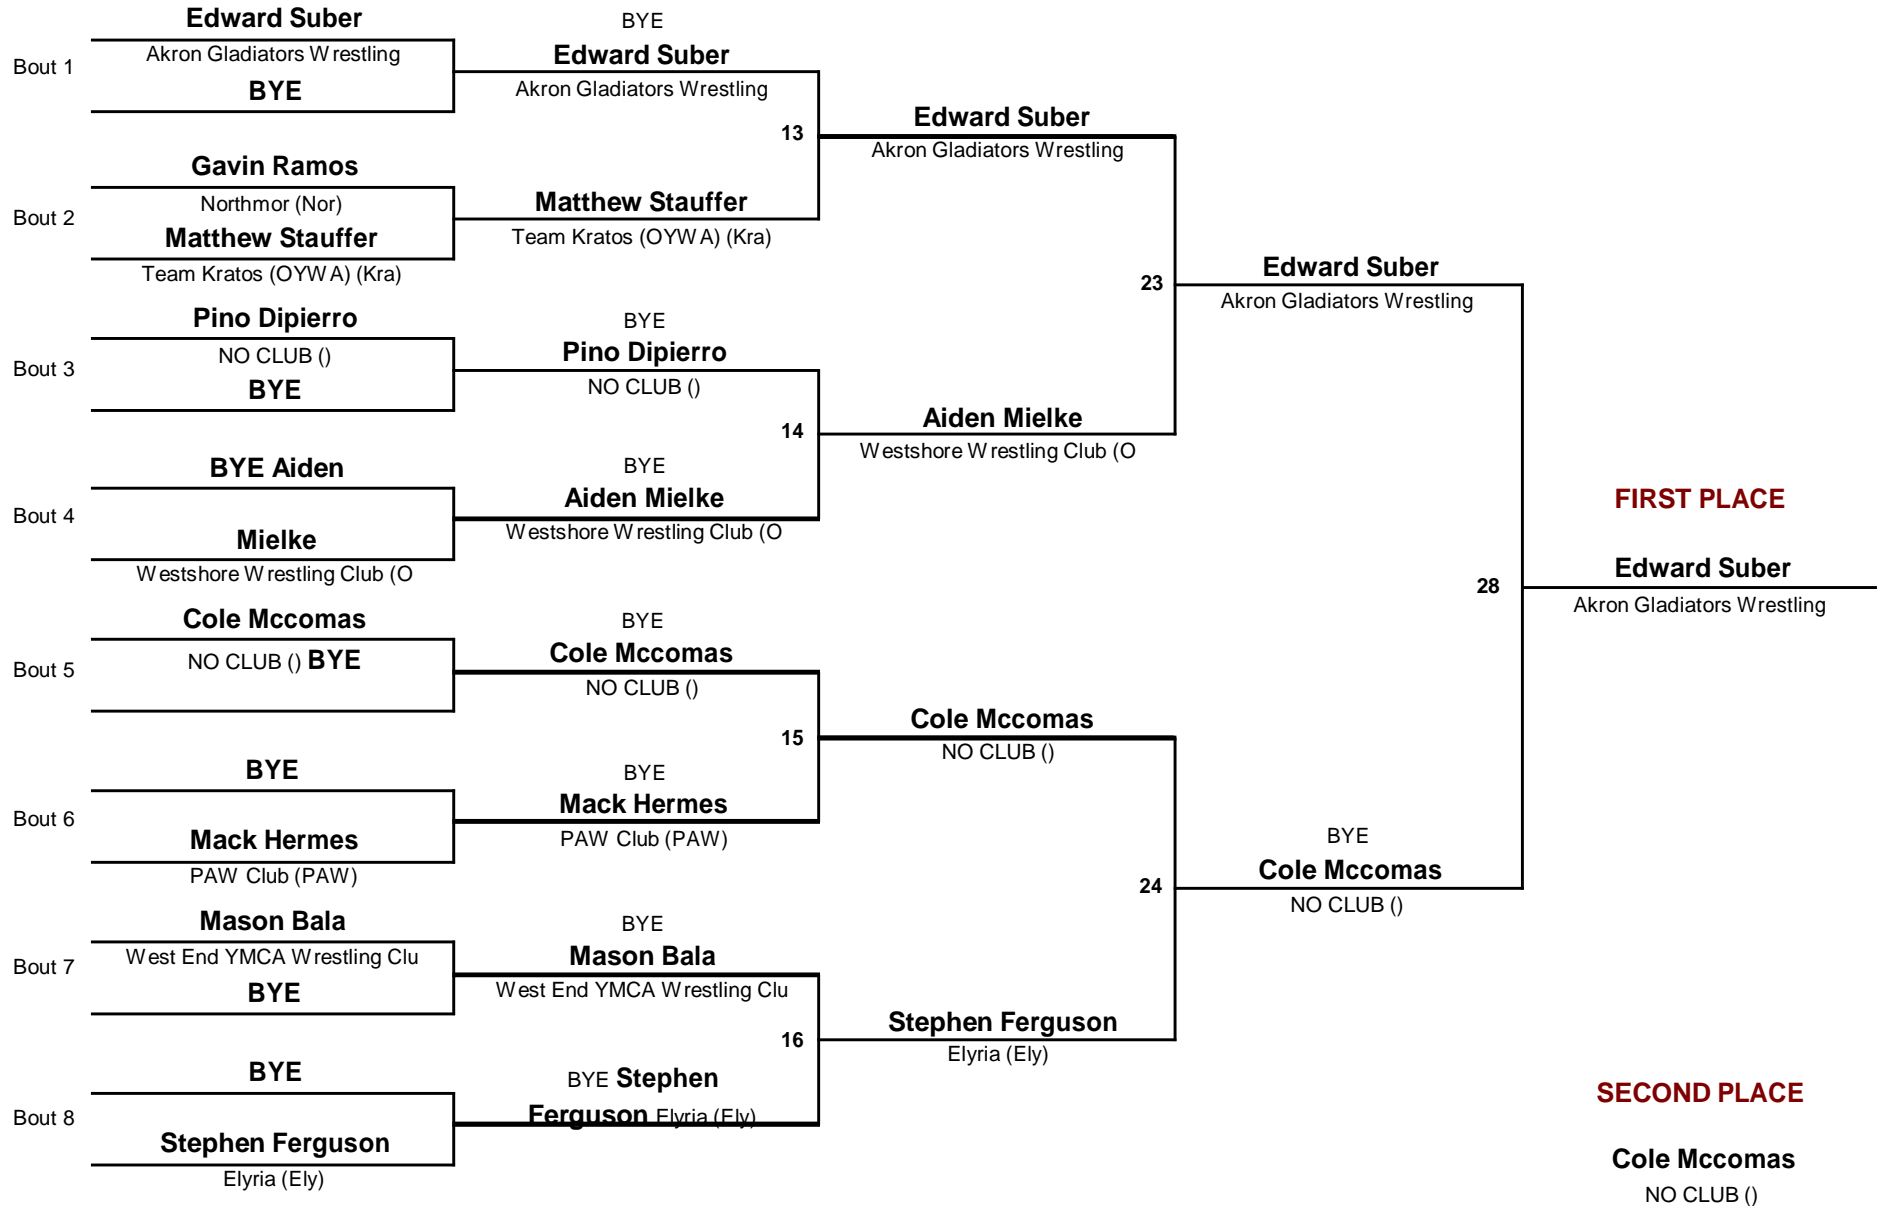 Edward Suber
Bout 1
Akron Gladiators Wrestling
BYE
Gavin Ramos
Bout 2
Northmor (Nor)
Matthew Stauffer
Team Kratos (OYWA) (Kra)
Pino Dipierro
Bout 3
NO CLUB ()
BYE
BYE Aiden
Bout 4
Mielke
Westshore Wrestling Club (O
Cole Mccomas
Bout 5
NO CLUB () BYE
BYE
Bout 6
Mack Hermes
PAW Club (PAW)
Mason Bala
Bout 7
West End YMCA Wrestling Clu
BYE
BYE
Bout 8
Stephen Ferguson
Elyria (Ely)
BYE
Edward Suber
Akron Gladiators Wrestling
13
Matthew Stauffer
Team Kratos (OYWA) (Kra)
BYE
Pino Dipierro
NO CLUB ()
14
BYE
Aiden Mielke
Westshore Wrestling Club (O
BYE
Cole Mccomas
NO CLUB ()
15
BYE
Mack Hermes
PAW Club (PAW)
BYE
Mason Bala
West End YMCA Wrestling Clu
16
BYE Stephen
Ferguson Elyria (Ely)
Edward Suber
Akron Gladiators Wrestling
23
Aiden Mielke
Westshore Wrestling Club (O
Cole Mccomas
NO CLUB ()
24
Stephen Ferguson
Elyria (Ely)
Edward Suber
Akron Gladiators Wrestling
28
BYE
Cole Mccomas
NO CLUB ()
FIRST PLACE
Edward Suber
Akron Gladiators Wrestling
SECOND PLACE
Cole Mccomas
NO CLUB ()